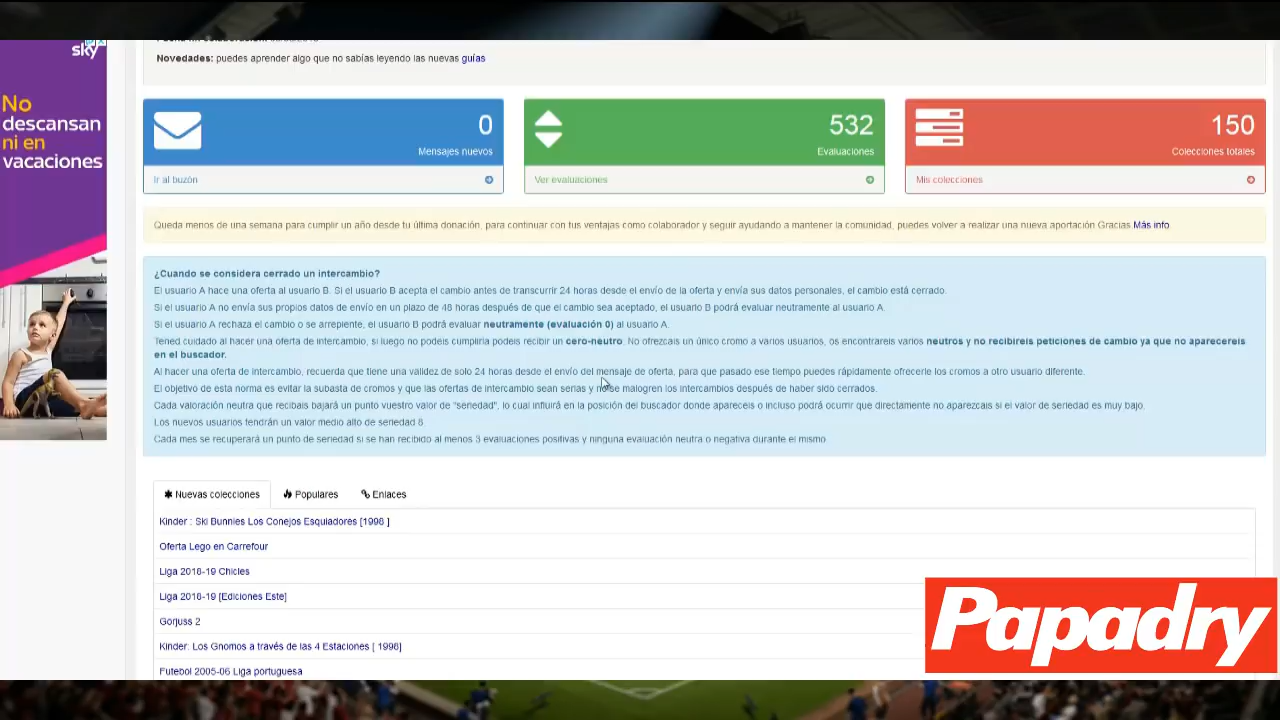 sky
No
descansan
ni en
vacaciones
Novedades: puedes aprender algo que no sabías leyendo las nuevas guías
0
Mensajes nuevos
Ir al buzón
532
Evaluaciones
Ver evaluaciones
150
Colecciones totales
Mis colecciones
Queda menos de una semana para cumplir un año desde tu última donación, para continuar con tus ventajas como colaborador y seguir ayudando a mantener la comunidad, puedes volver a realizar una nueva aportación Gracias Más info
¿Cuando se considera cerrado un intercambio?
El usuario A hace una oferta al usuario B. Si el usuario B acepta el cambio antes de transcurrir 24 horas desde el envío de la oferta y envía sus datos personales, el cambio está cerrado.
Si el usuario A no envía sus propios datos de envío en un plazo de 48 horas después de que el cambio sea aceptado, el usuario B podrá evaluar neutramente al usuario A.
Si el usuario A rechaza el cambio o se arrepiente, el usuario B podrá evaluar neutramente (evaluación 0) al usuario A.
Tened cuidado al hacer una oferta de intercambio, si luego no podeis cumplirla podeis recibir un cero-neutro. No ofrezcais un único cromo a varios usuarios, os encontrareis varios neutros y no recibireis peticiones de cambio ya que no aparecereis
en el buscador.
Al hacer una oferta de intercambio, recuerda que tiene una validez de solo 24 horas desde el envío del mensaje de oferta, para que pasado ese tiempo puedes rápidamente ofrecerle los cromos a otro usuario diferente.
El objetivo de esta norma es evitar la subasta de cromos y que las ofertas de intercambio sean serias y no se malogren los intercambios después de haber sido cerrados.
Cada valoración neutra que recibais bajará un punto vuestro valor de "seriedad", lo cual influirá en la posición del buscador donde apareceis o incluso podrá ocurrir que directamente no aparezcais si el valor de seriedad es muy bajo.
Los nuevos usuarios tendrán un valor medio alto de seriedad 8
Cada mes se recuperará un punto de seriedad si se han recibido al menos 3 evaluaciones positivas y ninguna evaluación neutra o negativa durante el mismo.
Nuevas colecciones
Populares
Enlaces
Kinder : Ski Bunnies Los Conejos Esquiadores [1998 ]
Oferta Lego en Carrefour
Liga 2018-19 Chicles
Liga 2018-19 [Ediciones Este]
Gorjuss 2
Kinder: Los Gnomos a través de las 4 Estaciones [ 1998]
Futebol 2005-06 Liga portuguesa
Papadry